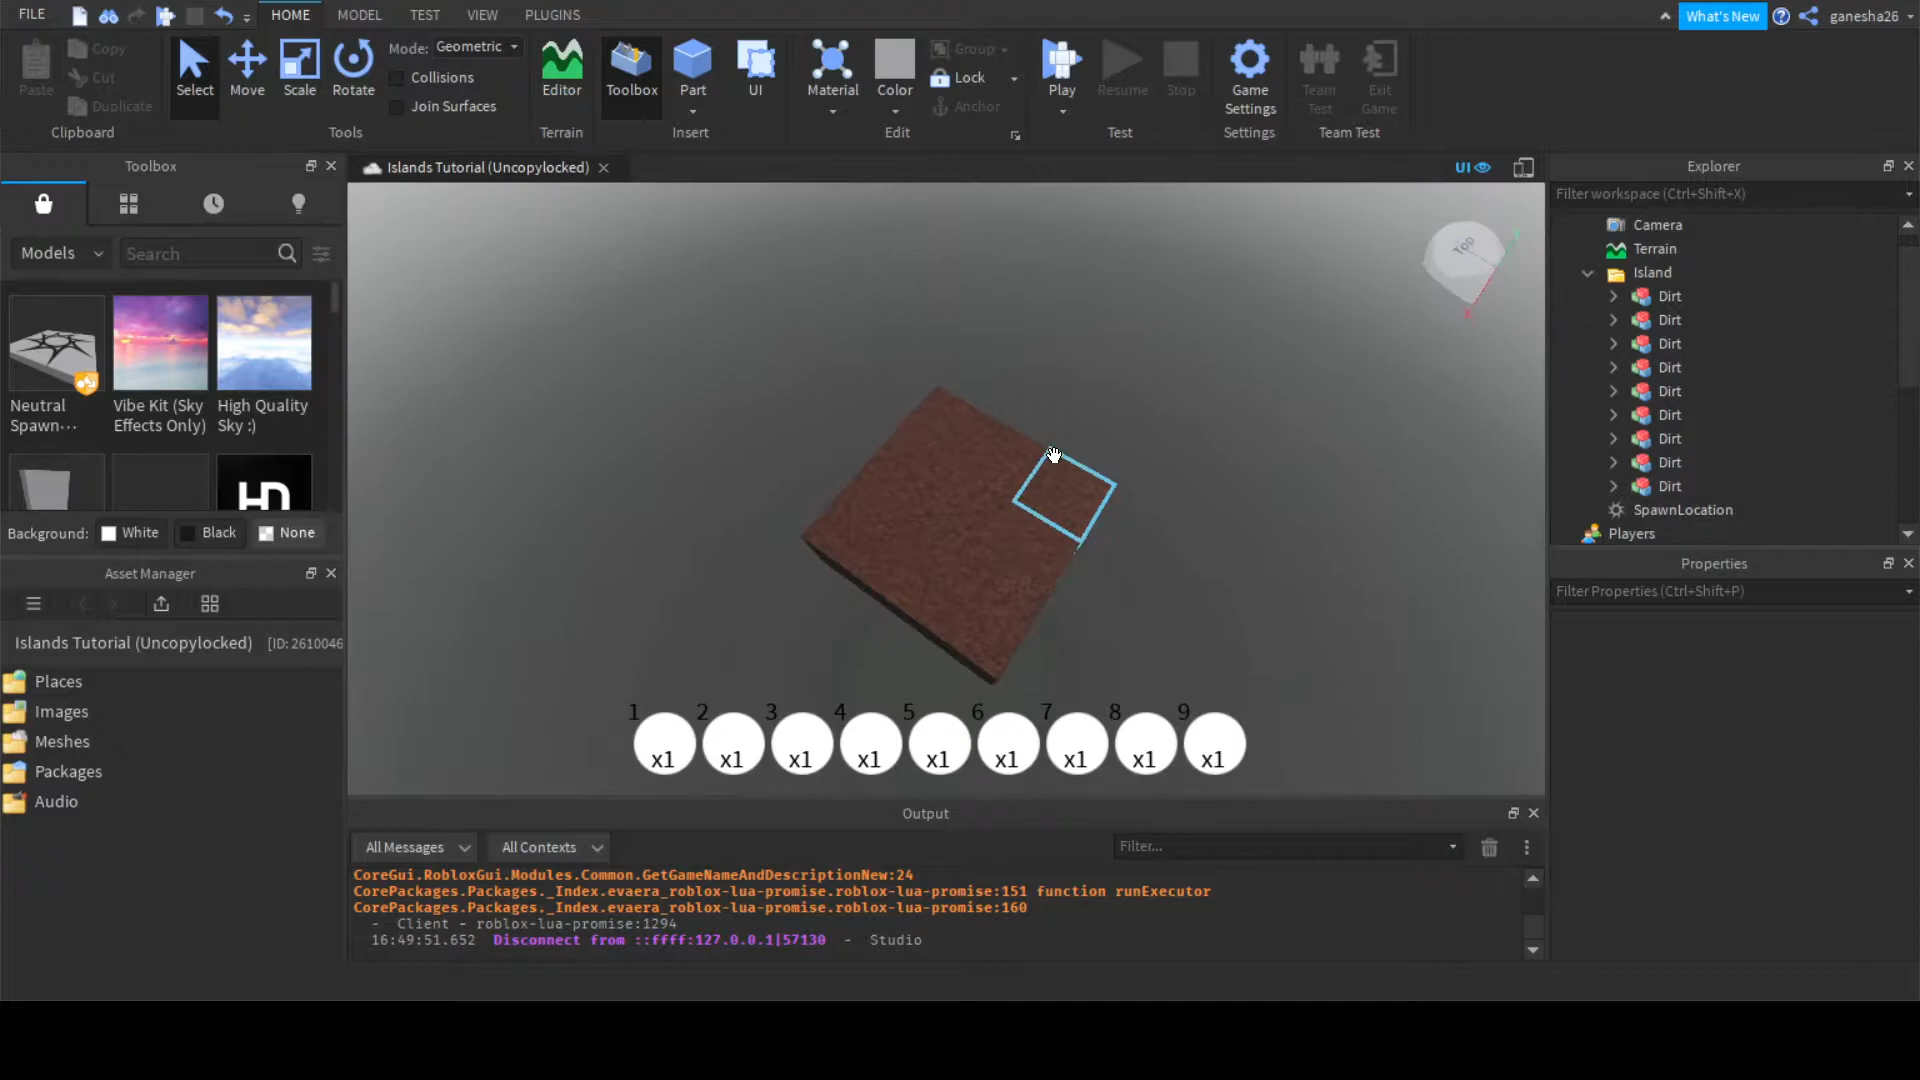 FILE
HOME
MODEL
TEST
VIEW
PLUGINS
What's New
ganesha26
Paste
Copy
Cut
Duplicate
Clipboard
Select
Move
Scale
Rotate
Mode: Geometric
Collisions
Join Surfaces
Tools
Editor
Terrain
Toolbox
Part
UI
Insert
Material
Color
Group
Lock
Anchor
Edit
Play
Resume
Stop
Test
Game
Settings
Settings
Team
Test
Exit
Game
Team Test
Toolbox
Models
Search
Neutral
Spawn...
Vibe Kit (Sky
Effects Only)
High Quality
Sky :)
HD
Background: White Black None
Asset Manager
Islands Tutorial (Uncopylocked) [ID: 2610046
Places
Images
Meshes
Packages
Audio
Islands Tutorial (Uncopylocked)
UI
Top
1 2 3 4 5 6 7 8 9
x1 x1 x1 x1 x1 x1 x1 x1 x1
Output
All Messages
All Contexts
Filter...
CoreGui.RobloxGui.Modules.Common.GetGameNameAndDescriptionNew:24
CorePackages.Packages._Index.evaera_roblox-lua-promise.roblox-lua-promise:151 function runExecutor
CorePackages.Packages._Index.evaera_roblox-lua-promise.roblox-lua-promise:160
- Client - roblox-lua-promise:1294
16:49:51.652 Disconnect from ::ffff:127.0.0.1|57130 - Studio
Explorer
Filter workspace (Ctrl+Shift+X)
Camera
Terrain
Island
Dirt
Dirt
Dirt
Dirt
Dirt
Dirt
Dirt
Dirt
Dirt
SpawnLocation
Players
Properties
Filter Properties (Ctrl+Shift+P)